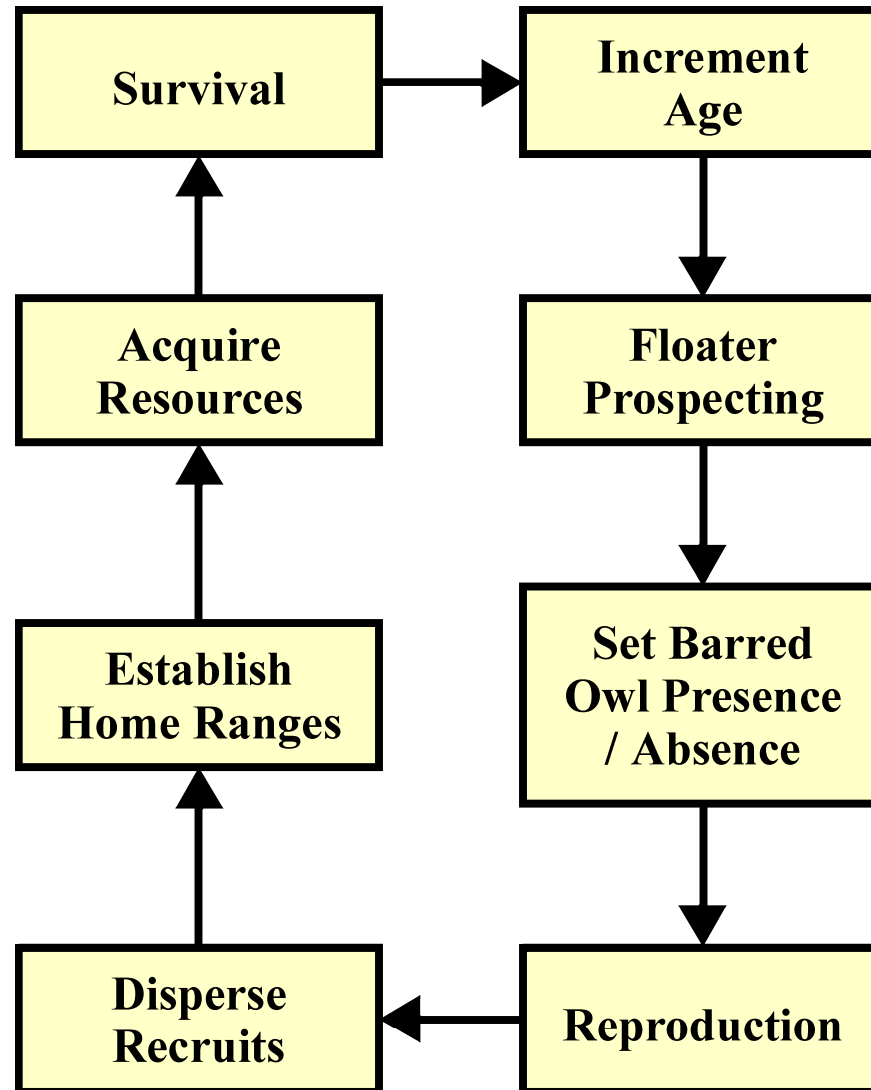 Survival
Increment
Age
Acquire
Resources
Floater
Prospecting
Establish
Home Ranges
Set Barred
Owl Presence
/ Absence
Disperse
Recruits
Reproduction